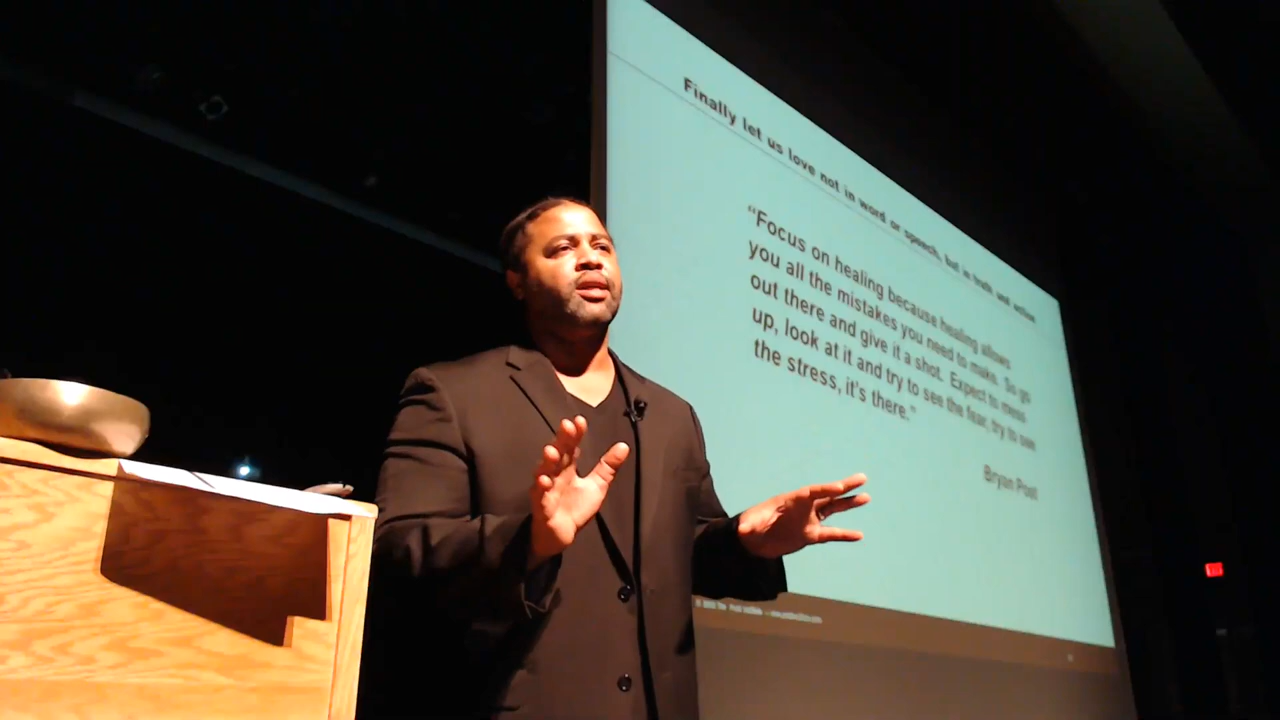 Finally let us love not in word or speech, but in truth and action
“Focus on healing because healing allows
you all the mistakes you need to make. So go
out there and give it a shot. Expect to mess
up, look at it and try to see the fear, try to see
the stress, it's there.”
Bryan Post